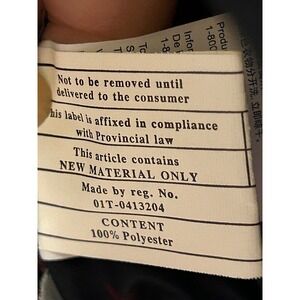 Not to be removed until
delivered to the consumer
This label is affixed in compliance
with Provincial law
This article contains
NEW MATERIAL ONLY
Made by reg. No.
01T-0413204
CONTENT
100% Polyester